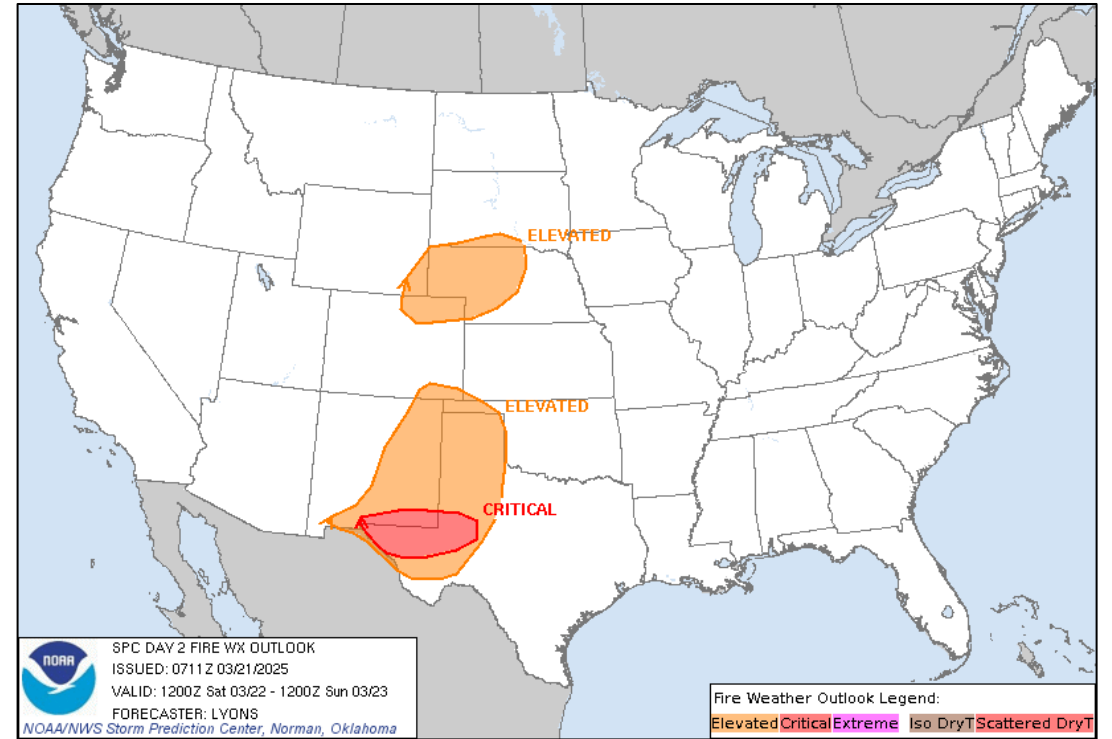 ELEVATED
ELEVATED
CRITICAL
NOAA
SPC DAY 2 FIRE WX OUTLOOK
ISSUED: 0711Z 03/21/2025
VALID: 1200Z Sat 03/22 - 1200Z Sun 03/23
FORECASTER: LYONS
NOAA/NWS Storm Prediction Center, Norman, Oklahoma
Fire Weather Outlook Legend:
Elevated Critical Extreme Iso DryT Scattered DryT